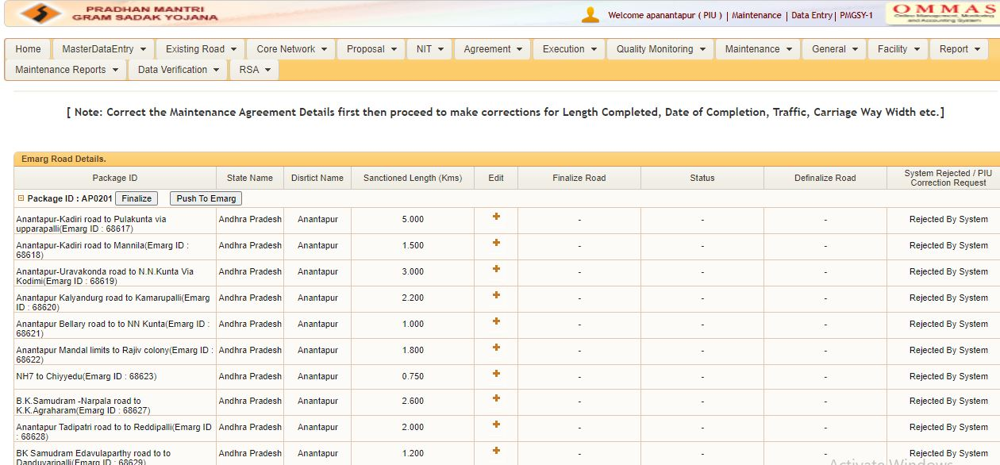 PRADHAN MANTRI
GRAM SADAK YOJANA
Welcome apanantapur ( PIU ) | Maintenance | Data Entry | PMGSY-1
OMMAS
Online Management, Monitoring
and Accounting System
Home MasterDataEntry Existing Road Core Network Proposal NIT Agreement Execution Quality Monitoring Maintenance General Facility Report
Maintenance Reports Data Verification RSA
[ Note: Correct the Maintenance Agreement Details first then proceed to make corrections for Length Completed, Date of Completion, Traffic, Carriage Way Width etc.]
Emarg Road Details.
Package ID State Name Disrtict Name Sanctioned Length (Kms) Edit Finalize Road Status Definalize Road System Rejected / PIU
Correction Request
Package ID : AP0201 Finalize Push To Emarg
Anantapur-Kadiri road to Pulakunta via Andhra Pradesh Anantapur 5.000 + - - - Rejected By System
upparapalli(Emarg ID : 68617)
Anantapur-Kadiri road to Mannila(Emarg ID : Andhra Pradesh Anantapur 1.500 + - - - Rejected By System
68618)
Anantapur-Uravakonda road to N.N.Kunta Via Andhra Pradesh Anantapur 3.000 + - - - Rejected By System
Kodimi(Emarg ID : 68619)
Anantapur Kalyandurg road to Kamarupalli(Emarg Andhra Pradesh Anantapur 2.200 + - - - Rejected By System
ID : 68620)
Anantapur Bellary road to to NN Kunta(Emarg ID : Andhra Pradesh Anantapur 1.000 + - - - Rejected By System
68621)
Anantapur Mandal limits to Rajiv colony(Emarg ID : Andhra Pradesh Anantapur 1.800 + - - - Rejected By System
68622)
NH7 to Chiyyedu(Emarg ID : 68623) Andhra Pradesh Anantapur 0.750 + - - - Rejected By System
B.K.Samudram -Narpala road to Andhra Pradesh Anantapur 2.600 + - - - Rejected By System
K.K.Agraharam(Emarg ID : 68627)
Anantapur Tadipatri road to to Reddipalli(Emarg ID Andhra Pradesh Anantapur 2.000 + - - - Rejected By System
: 68628)
BK Samudram Edavulaparthy road to to Andhra Pradesh Anantapur 1.200 + - - - Rejected By System
Danduvaripalli(Emarg ID : 68629)
Activate Windows